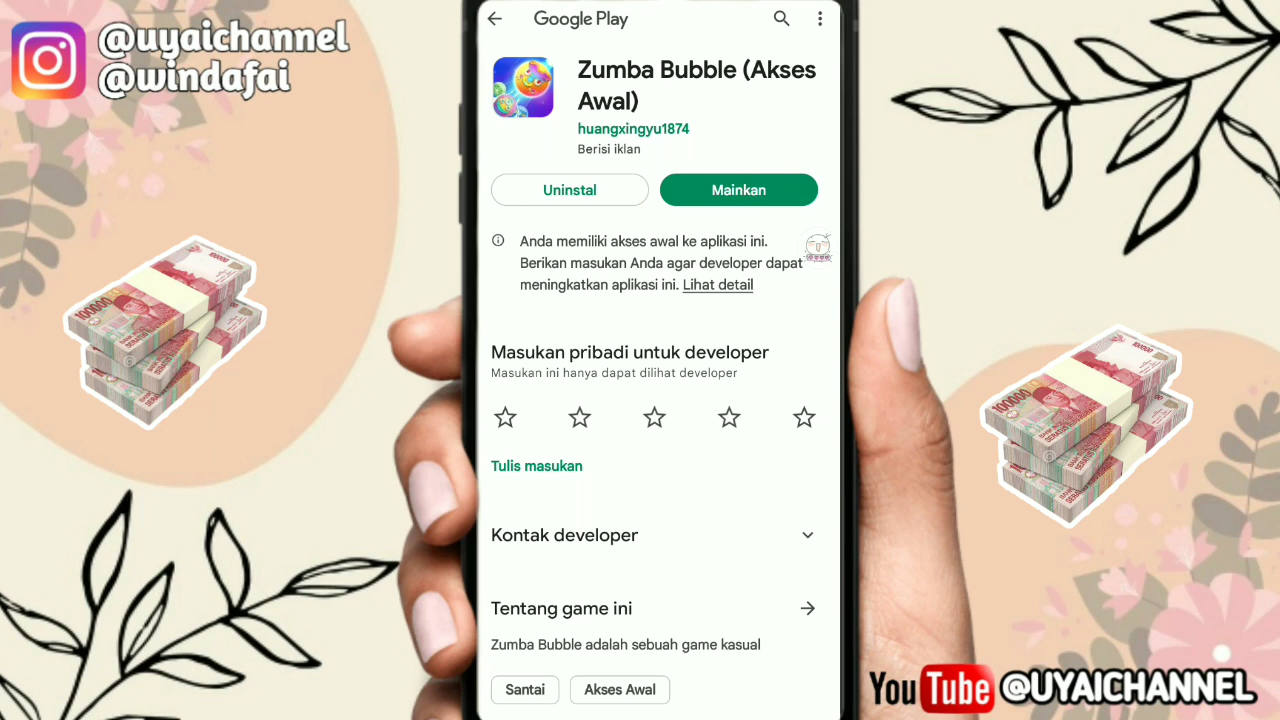 @uyaichannel
@windafai
Google Play
Zumba Bubble (Akses
Awal)
huangxingyu1874
Berisi iklan
Uninstal
Mainkan
Anda memiliki akses awal ke aplikasi ini.
Berikan masukan Anda agar developer dapat
meningkatkan aplikasi ini. Lihat detail
Masukan pribadi untuk developer
Masukan ini hanya dapat dilihat developer
Tulis masukan
Kontak developer
Tentang game ini
Zumba Bubble adalah sebuah game kasual
Santai
Akses Awal
100000
100000
YouTube @UYAICHANNEL